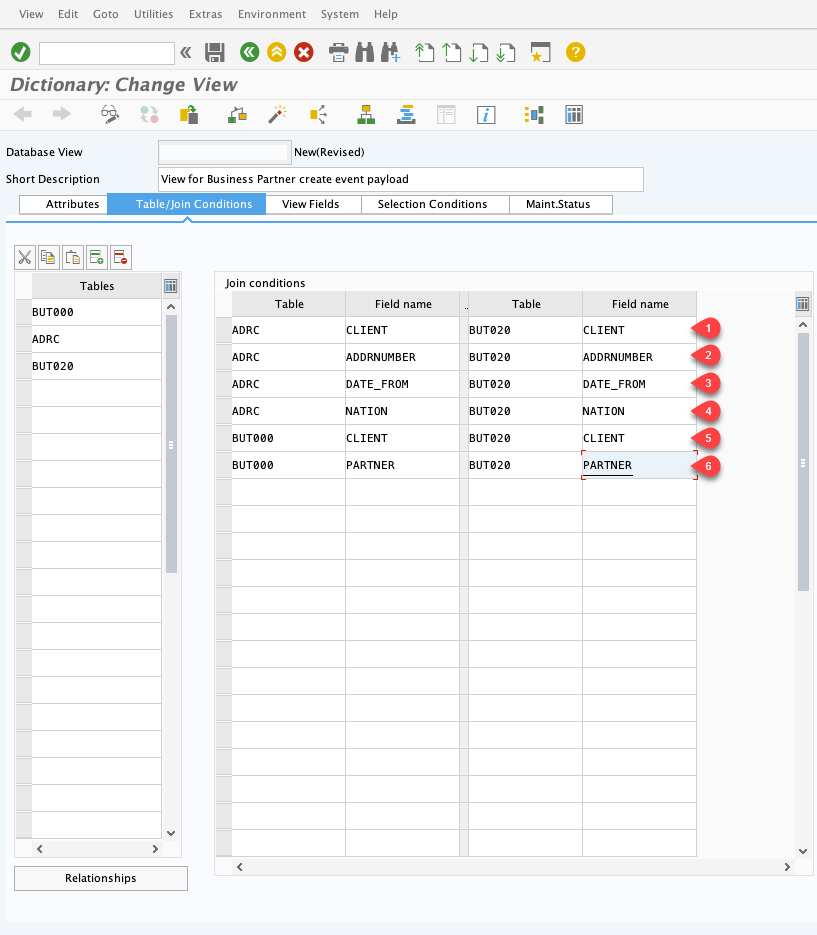 View Edit Goto Utilities Extras Environment System Help
Dictionary: Change View
Database View New(Revised)
Short Description View for Business Partner create event payload
Attributes Table/Join Conditions View Fields Selection Conditions Maint.Status
Tables
BUT000
ADRC
BUT020
Relationships
Join conditions
Table Field name .. Table Field name
ADRC CLIENT BUT020 CLIENT 1
ADRC ADDRNUMBER BUT020 ADDRNUMBER 2
ADRC DATE_FROM BUT020 DATE_FROM 3
ADRC NATION BUT020 NATION 4
BUT000 CLIENT BUT020 CLIENT 5
BUT000 PARTNER BUT020 PARTNER 6